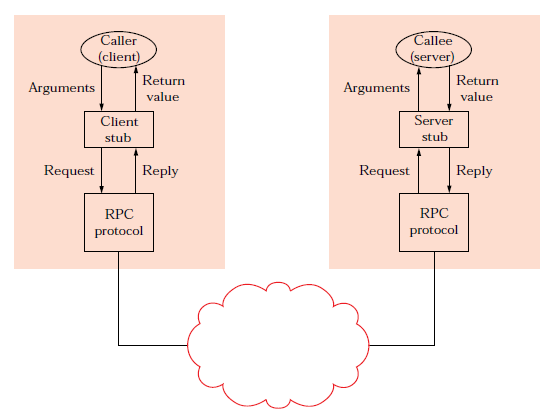 Caller
(client)
Arguments
Return
value
Client
stub
Request
Reply
RPC
protocol
Callee
(server)
Arguments
Return
value
Server
stub
Request
Reply
RPC
protocol